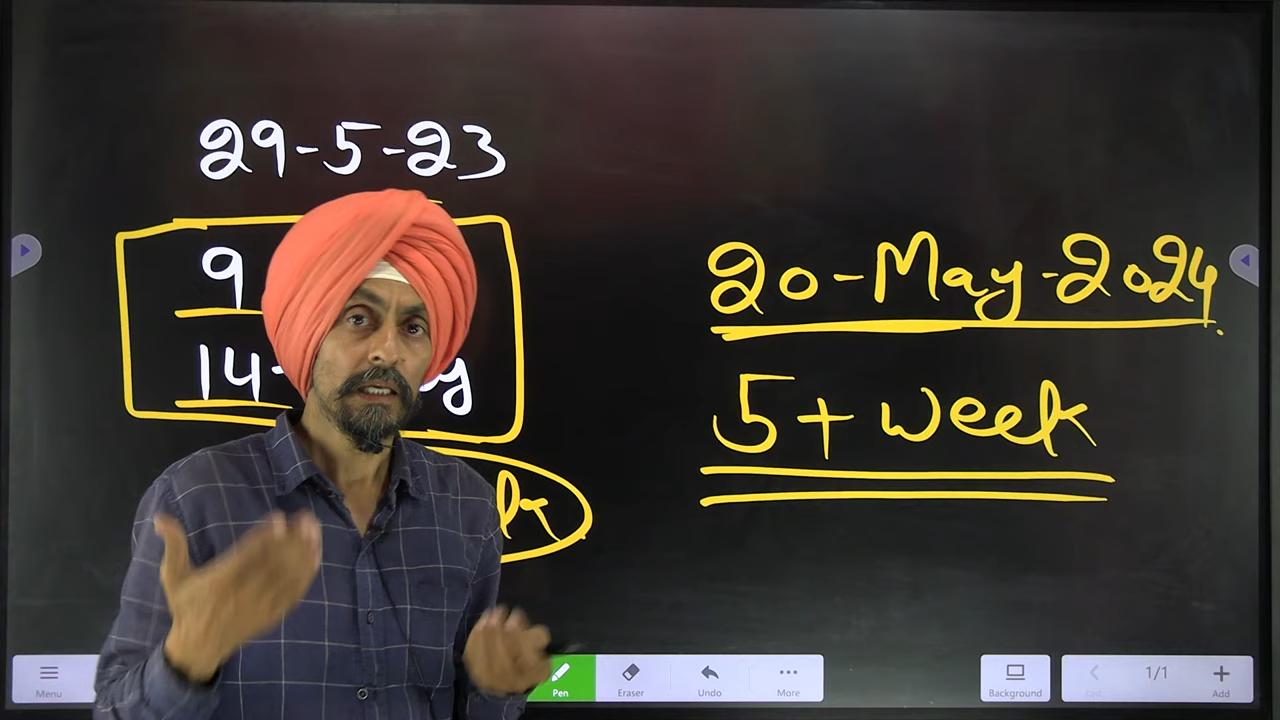 29-5-23
9
14-
20-May-2024
5+ week
Menu
Pen
Eraser
Undo
More
Background
1/1
Add